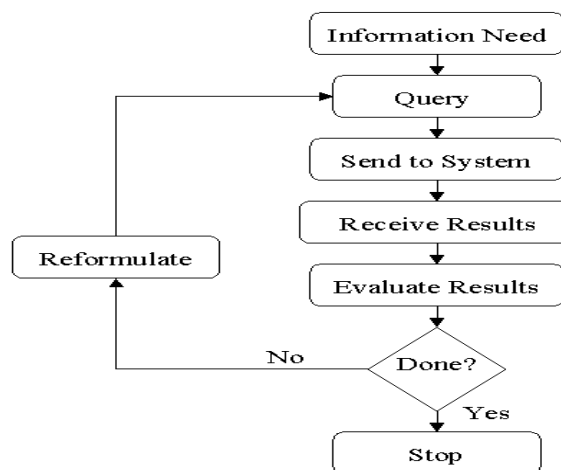 Information Need
Query
Send to System
Receive Results
Reformulate
Evaluate Results
No
Done?
Yes
Stop